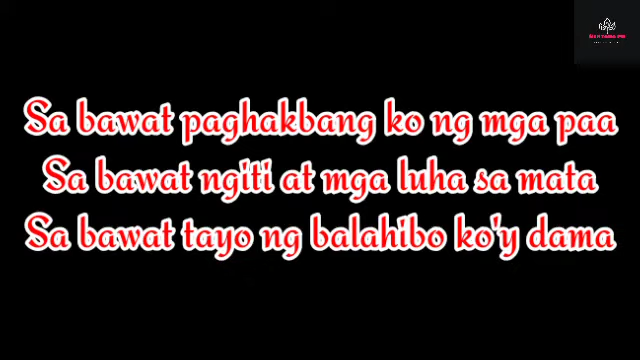 Sa bawat paghakbang ko ng mga paa
Sa bawat ngiti at mga luha sa mata
Sa bawat tayo ng balahibo ko'y dama